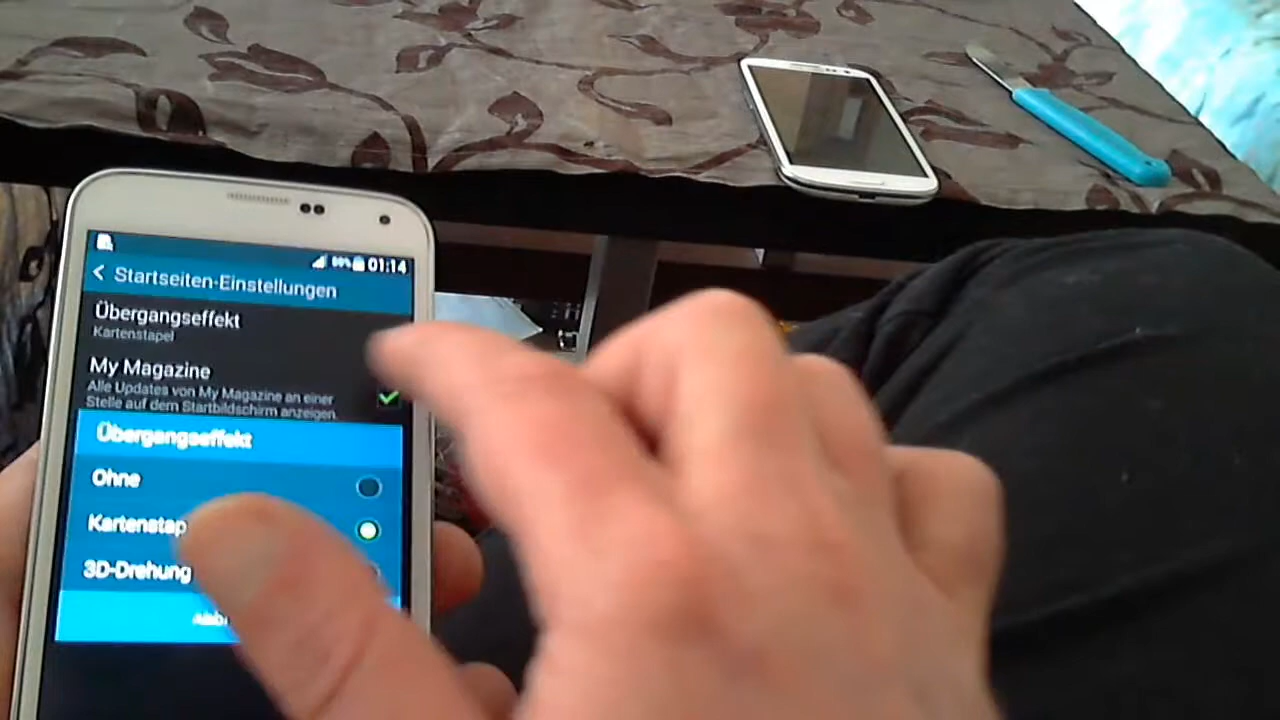 01:14
Startseiten-Einstellungen
Übergangseffekt
Kartenstapel
My Magazine
Alle Updates von My Magazine an einer
Stelle auf dem Startbildschirm anzeigen.
Übergangseffekt
Ohne
Kartenstap
3D-Drehung